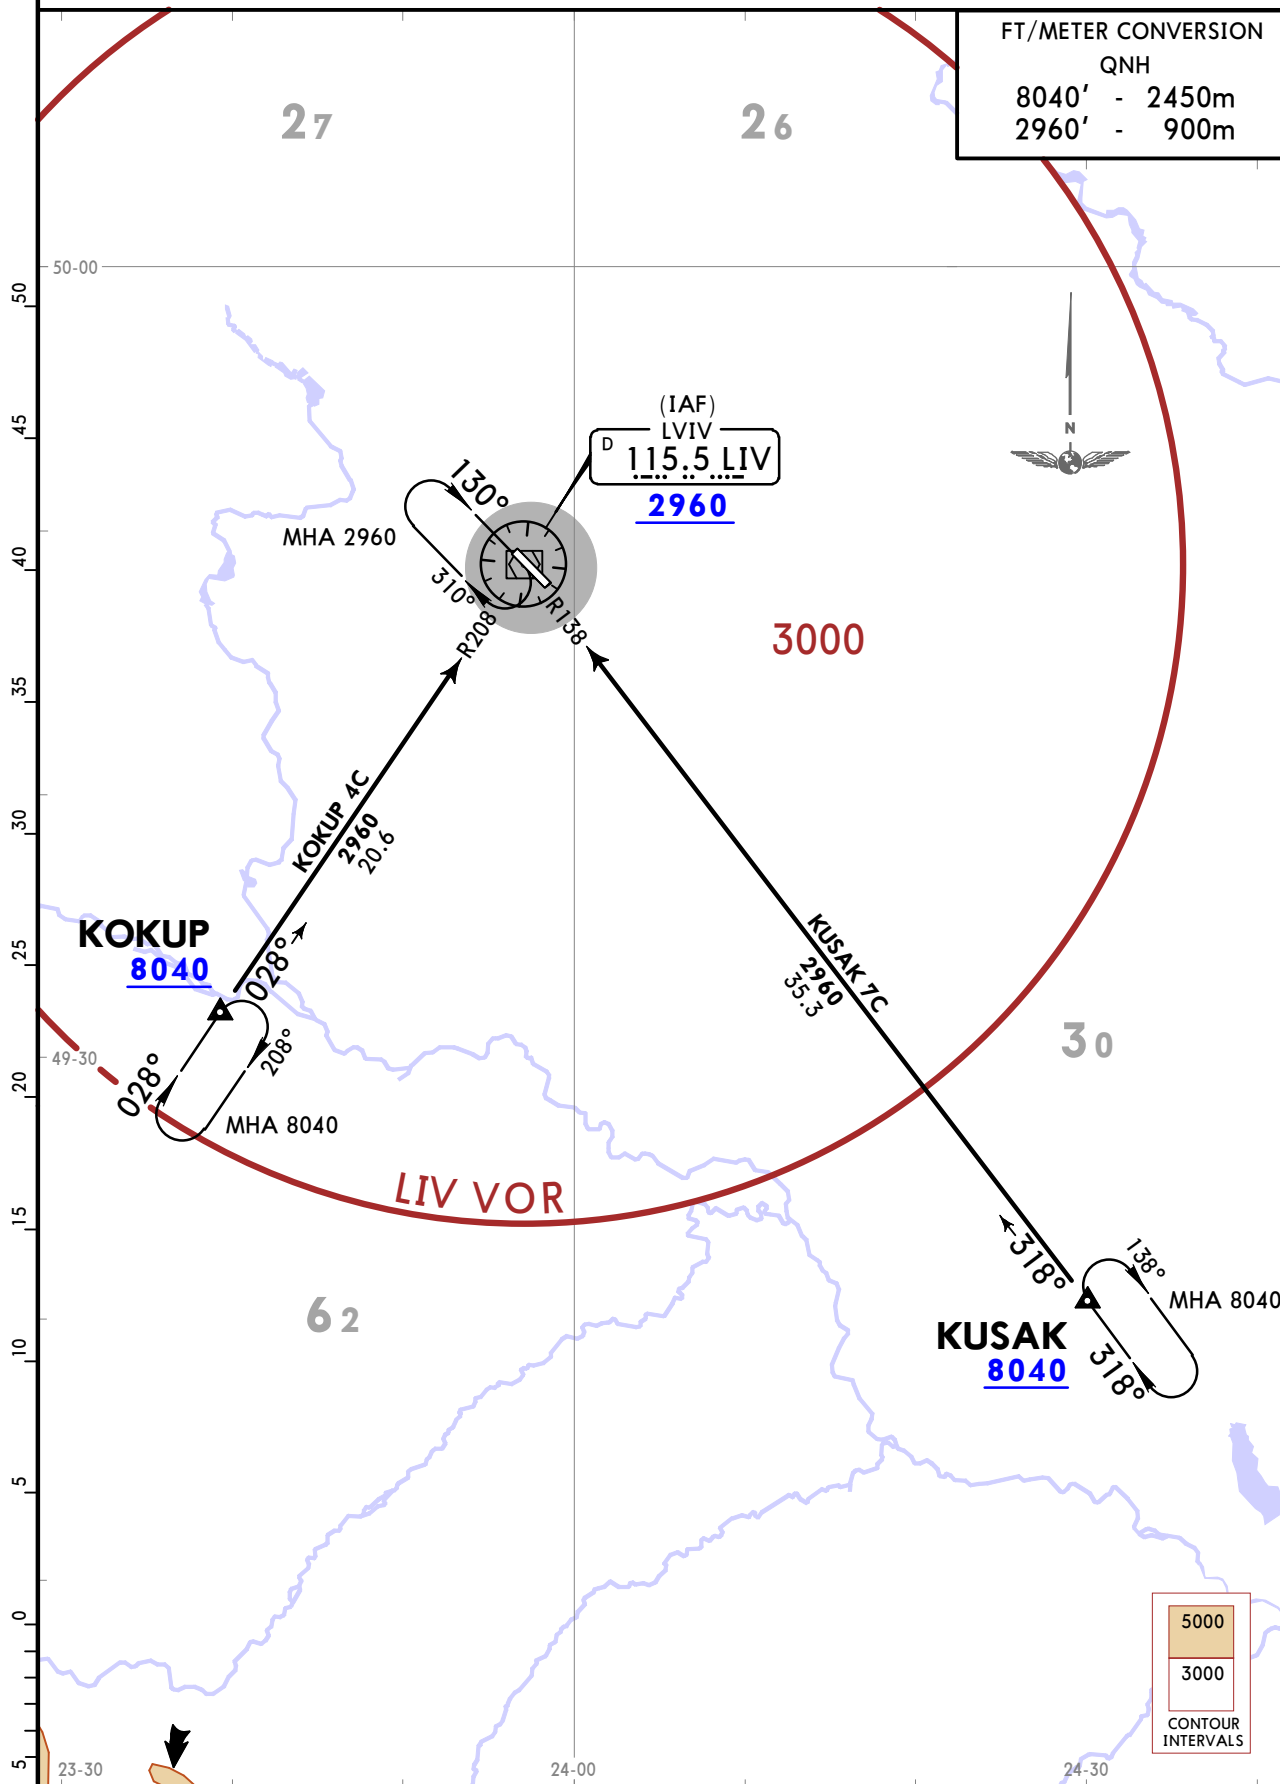 FT/METER CONVERSION
QNH
8040' - 2450m
2960' - 900m
27
26
50-00
50
45
40
35
30
25
20
15
10
5
0
5
N
(IAF)
LVIV
D 115.5 LIV
2960
130°
MHA 2960
310°
R208
R138
3000
KOKUP 4C
2960
20.6
KOKUP
8040
028°
208°
028°
MHA 8040
49-30
KUSAK 7C
2960
35.3
30
LIV VOR
62
318°
138°
MHA 8040
KUSAK
8040
318°
5000
3000
CONTOUR
INTERVALS
23-30
24-00
24-30